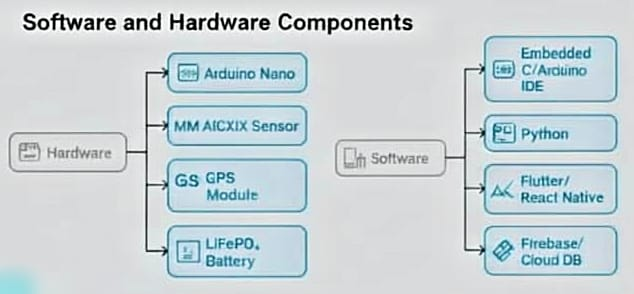 Software and Hardware Components
Hardware
Arduino Nano
MM AICXIX Sensor
GS GPS
Module
LiFePO₄
Battery
Software
Embedded
C/Arduino
IDE
Python
Flutter/
React Native
Firebase/
Cloud DB